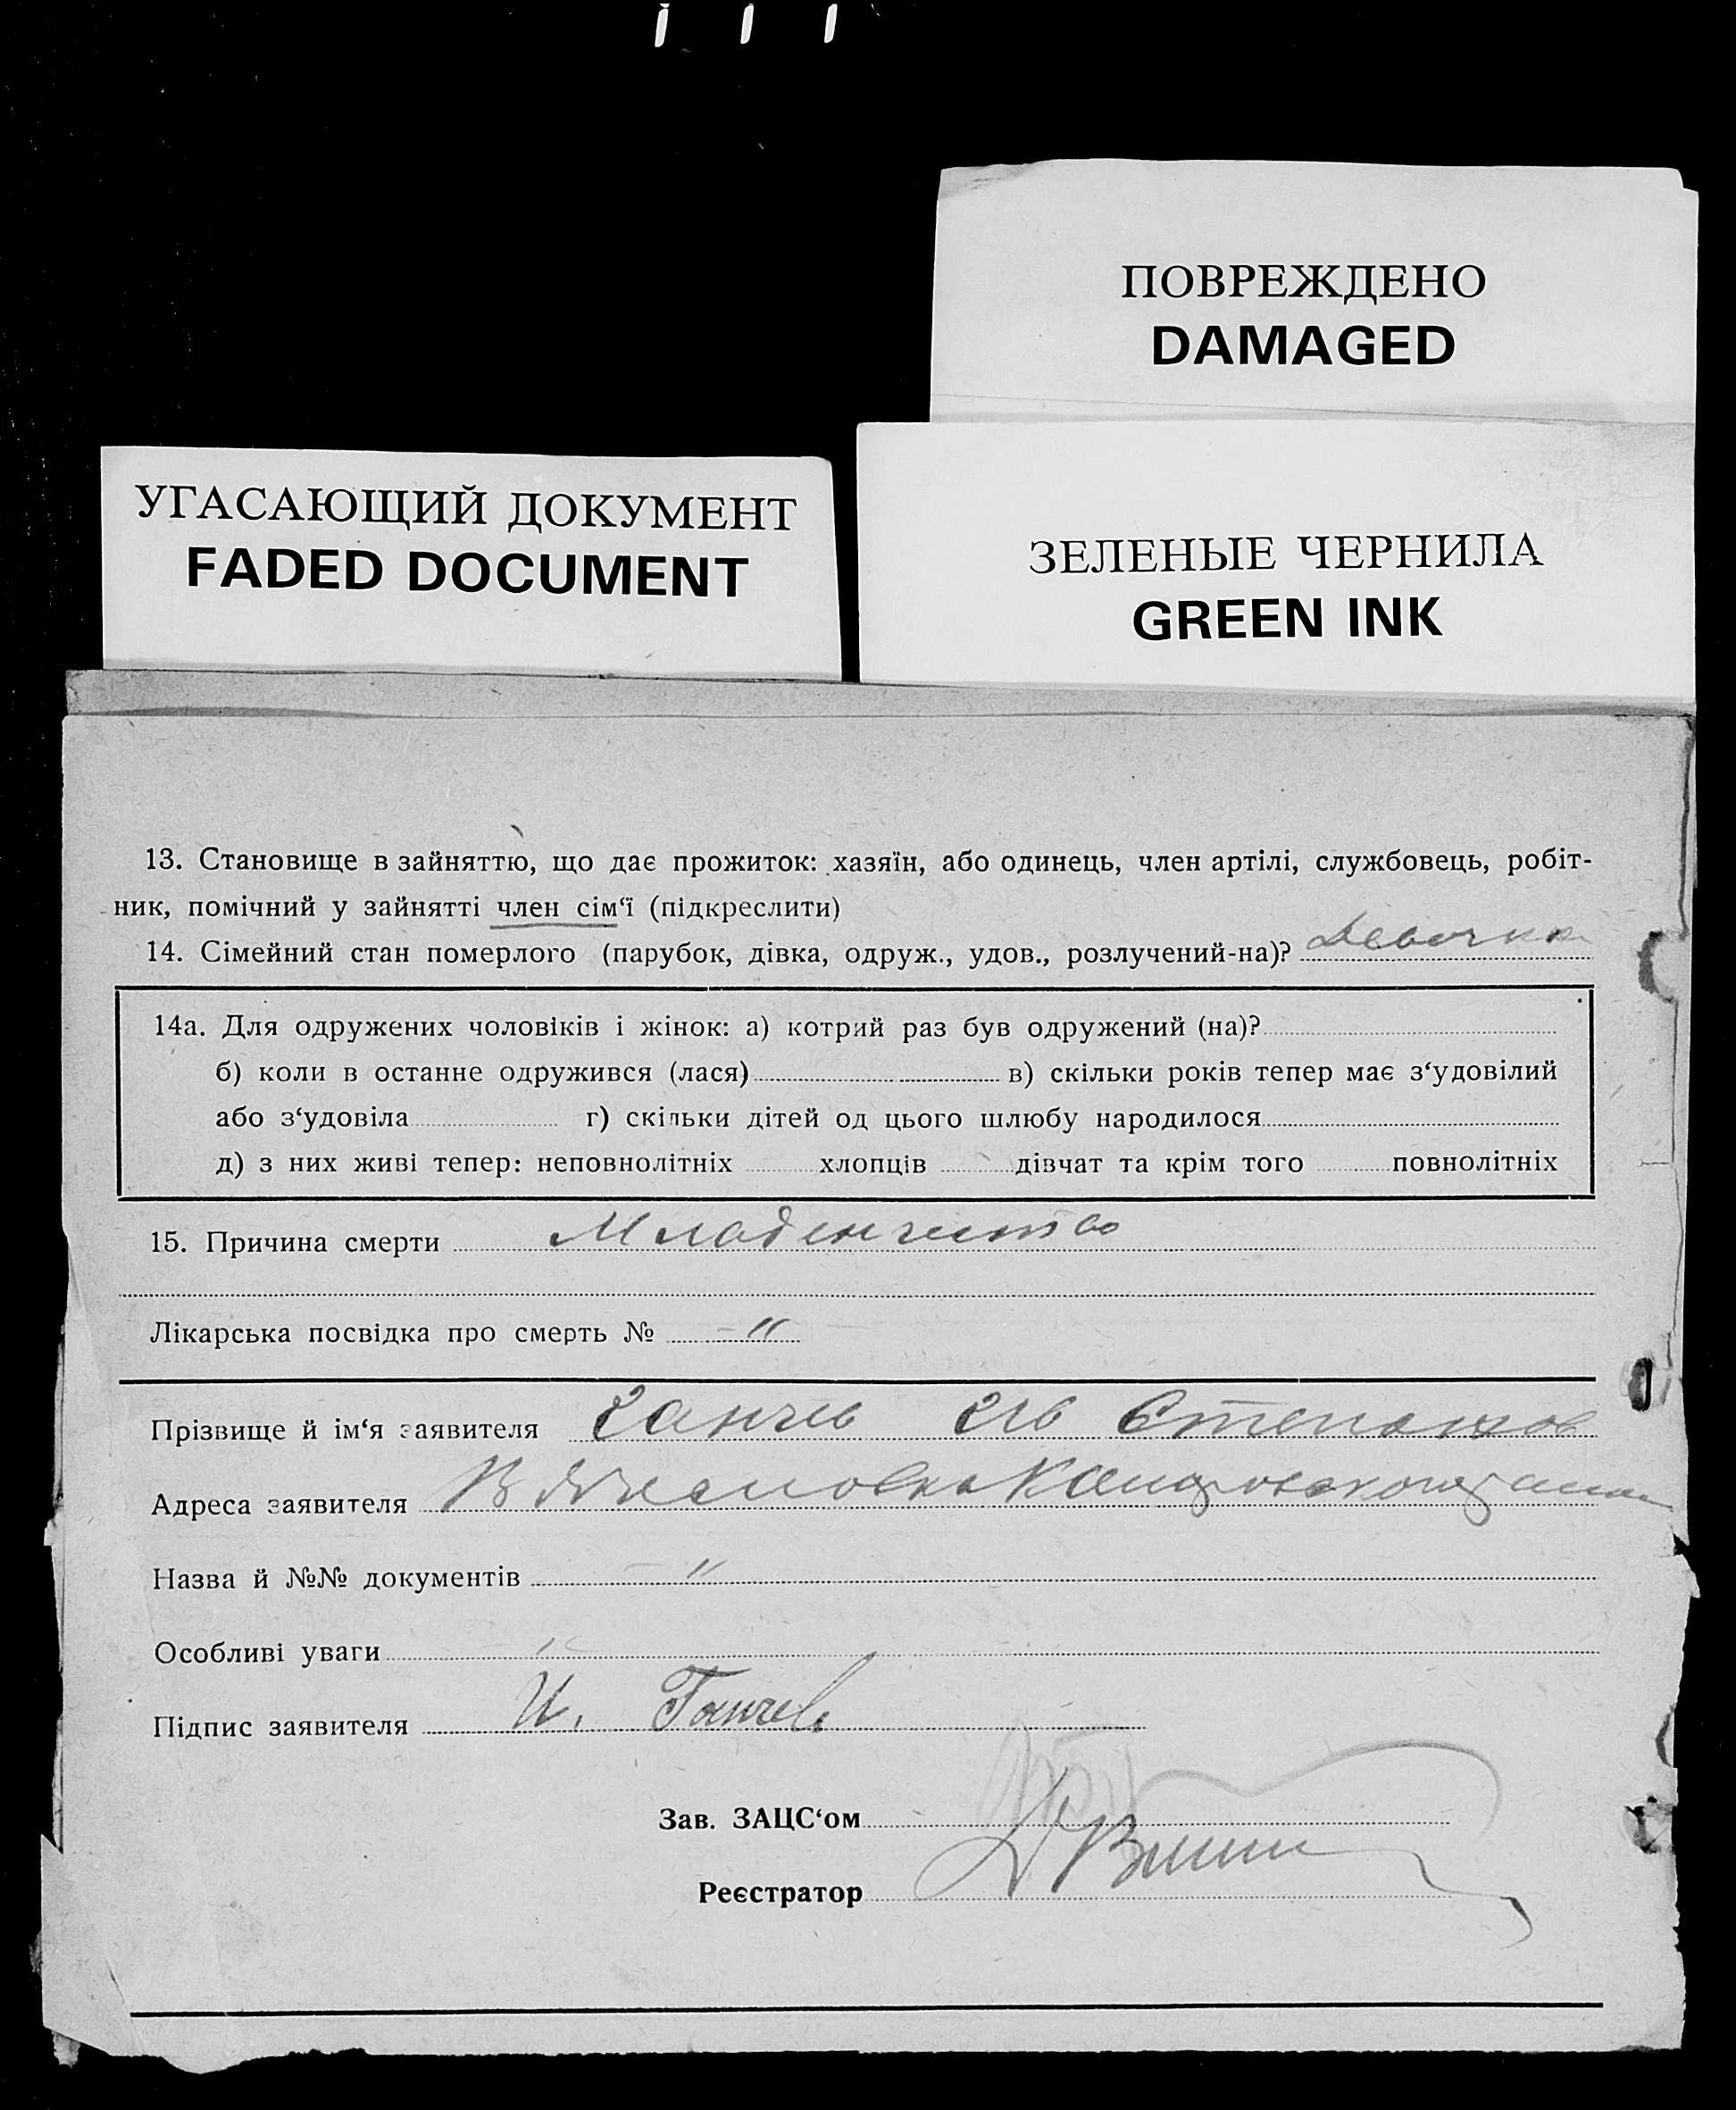 ПОВРЕЖДЕНО
DAMAGED
УГАСАЮЩИЙ ДОКУМЕНТ
FADED DOCUMENT
ЗЕЛЕНЫЕ ЧЕРНИЛА
GREEN INK
13. Становище в зайняттю, що дає прожиток: хазяїн, або одинець, член артілі, службовець, робіт-
ник, помічний у зайнятті член сім‘ї (підкреслити)
14. Сімейний стан померлого (парубок, дівка, одруж., удов., розлучений-на)? Девочка
14а. Для одружених чоловіків і жінок: а) котрий раз був одружений (на)?
б) коли в останне одружився (лася) в) скільки років тепер має з‘удовілий
або з‘удовіла г) скільки дітей од цього шлюбу народилося
д) з них живі тепер: неповнолітніх хлопців дівчат та крім того повнолітніх
15. Причина смерти Младенчество
Лікарська посвідка про смерть № -〃
Прізвище й ім‘я заявителя Ганчев Степанов
Адреса заявителя
Назва й №№ документів — 〃
Особливі уваги 〃
Підпис заявителя И. Ганчев
Зав. ЗАЦС‘ом
Реєстратор